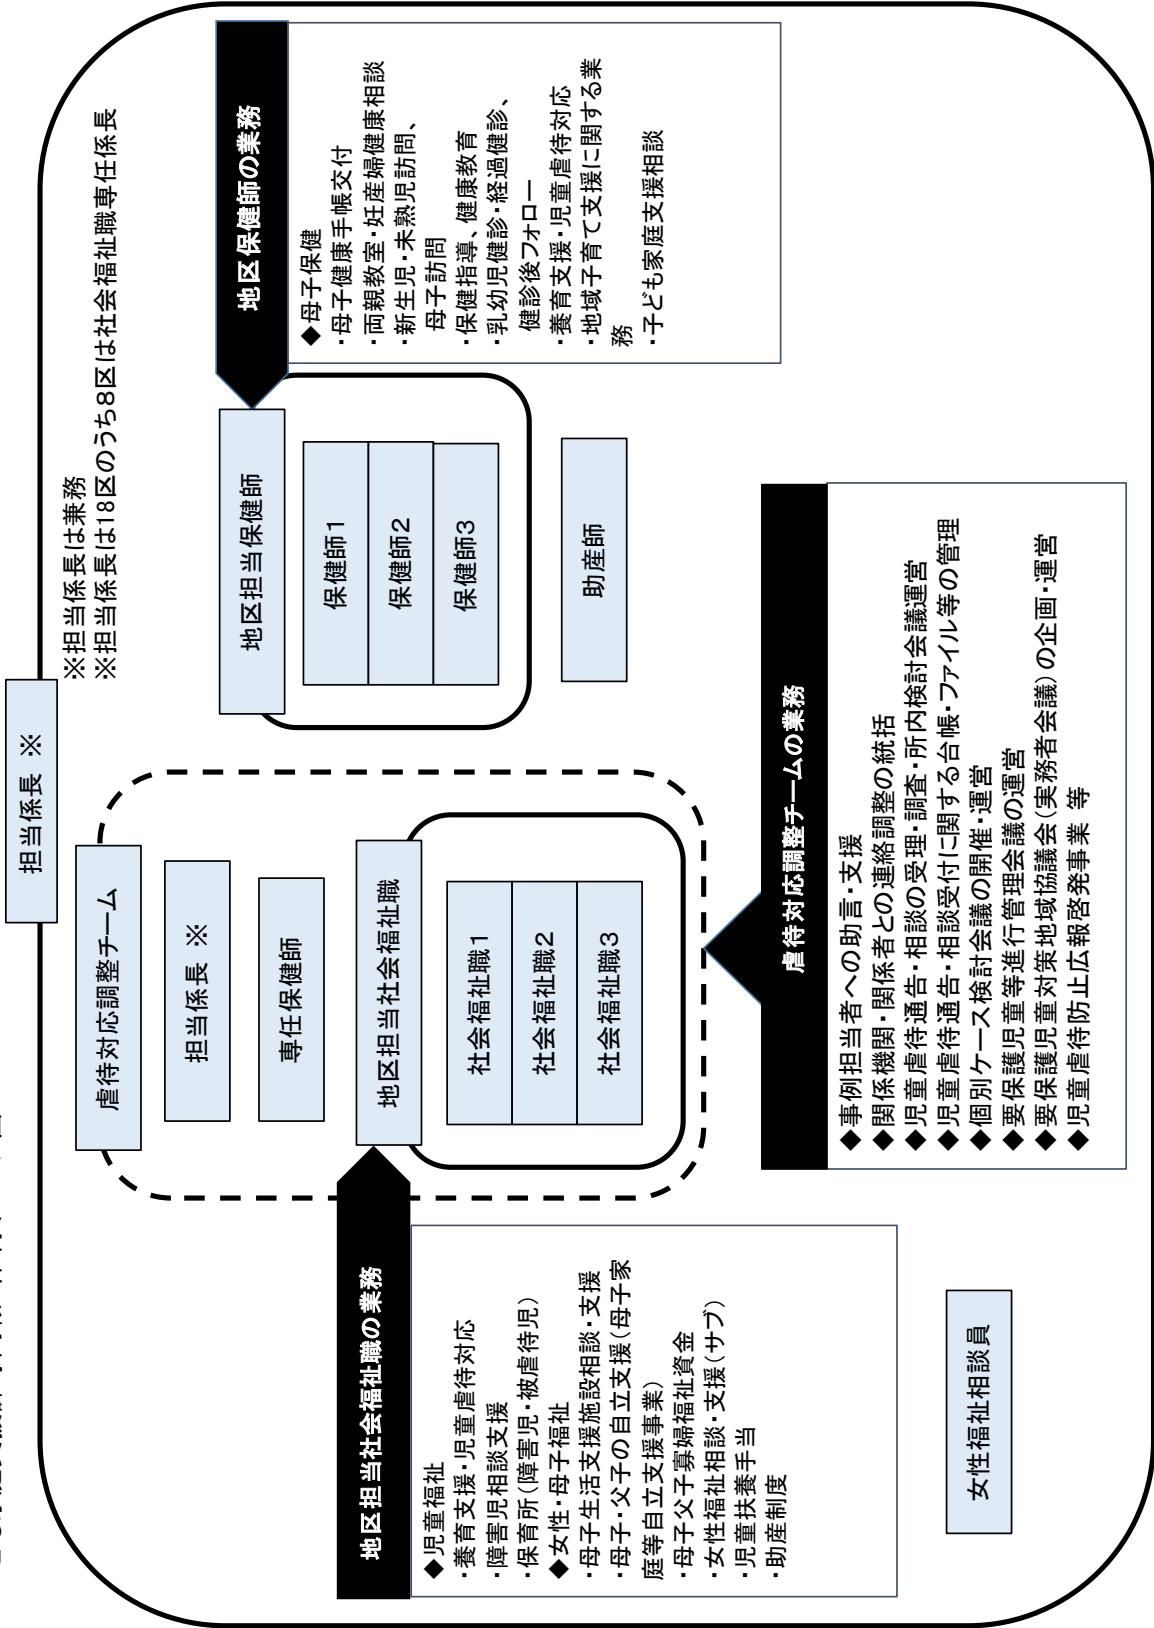 担当係長 ※
※担当係長は兼務
※担当係長は18区のうち8区は社会福祉職専任係長
虐待対応調整チーム
担当係長 ※
専任保健師
地区担当社会福祉職
社会福祉職1
社会福祉職2
社会福祉職3
地区担当保健師
保健師1
保健師2
保健師3
助産師
地区担当社会福祉職の業務
◆児童福祉
・養育支援・児童虐待対応
・障害児相談支援
・保育所（障害児・被虐待児）
◆女性・母子福祉
・母子生活支援施設相談・支援
・母子・父子の自立支援（母子家
庭等自立支援事業）
・母子父子寡婦福祉資金
・女性福祉相談・支援（サブ）
・児童扶養手当
・助産制度
地区保健師の業務
◆母子保健
・母子健康手帳交付
・両親教室・妊産婦健康相談
・新生児・未熟児訪問、
母子訪問
・保健指導、健康教育
・乳幼児健診・経過健診、
健診後フォロー
・養育支援・児童虐待対応
・地域子育て支援に関する業
務
・子ども家庭支援相談
虐待対応調整チームの業務
◆事例担当者への助言・支援
◆関係機関・関係者との連絡調整の統括
◆児童虐待通告・相談の受理・調査・所内検討会議運営
◆児童虐待通告・相談受付に関する台帳・ファイル等の管理
◆個別ケース検討会議の開催・運営
◆要保護児童等進行管理会議の運営
◆要保護児童対策地域協議会（実務者会議）の企画・運営
◆児童虐待防止広報啓発事業 等
女性福祉相談員